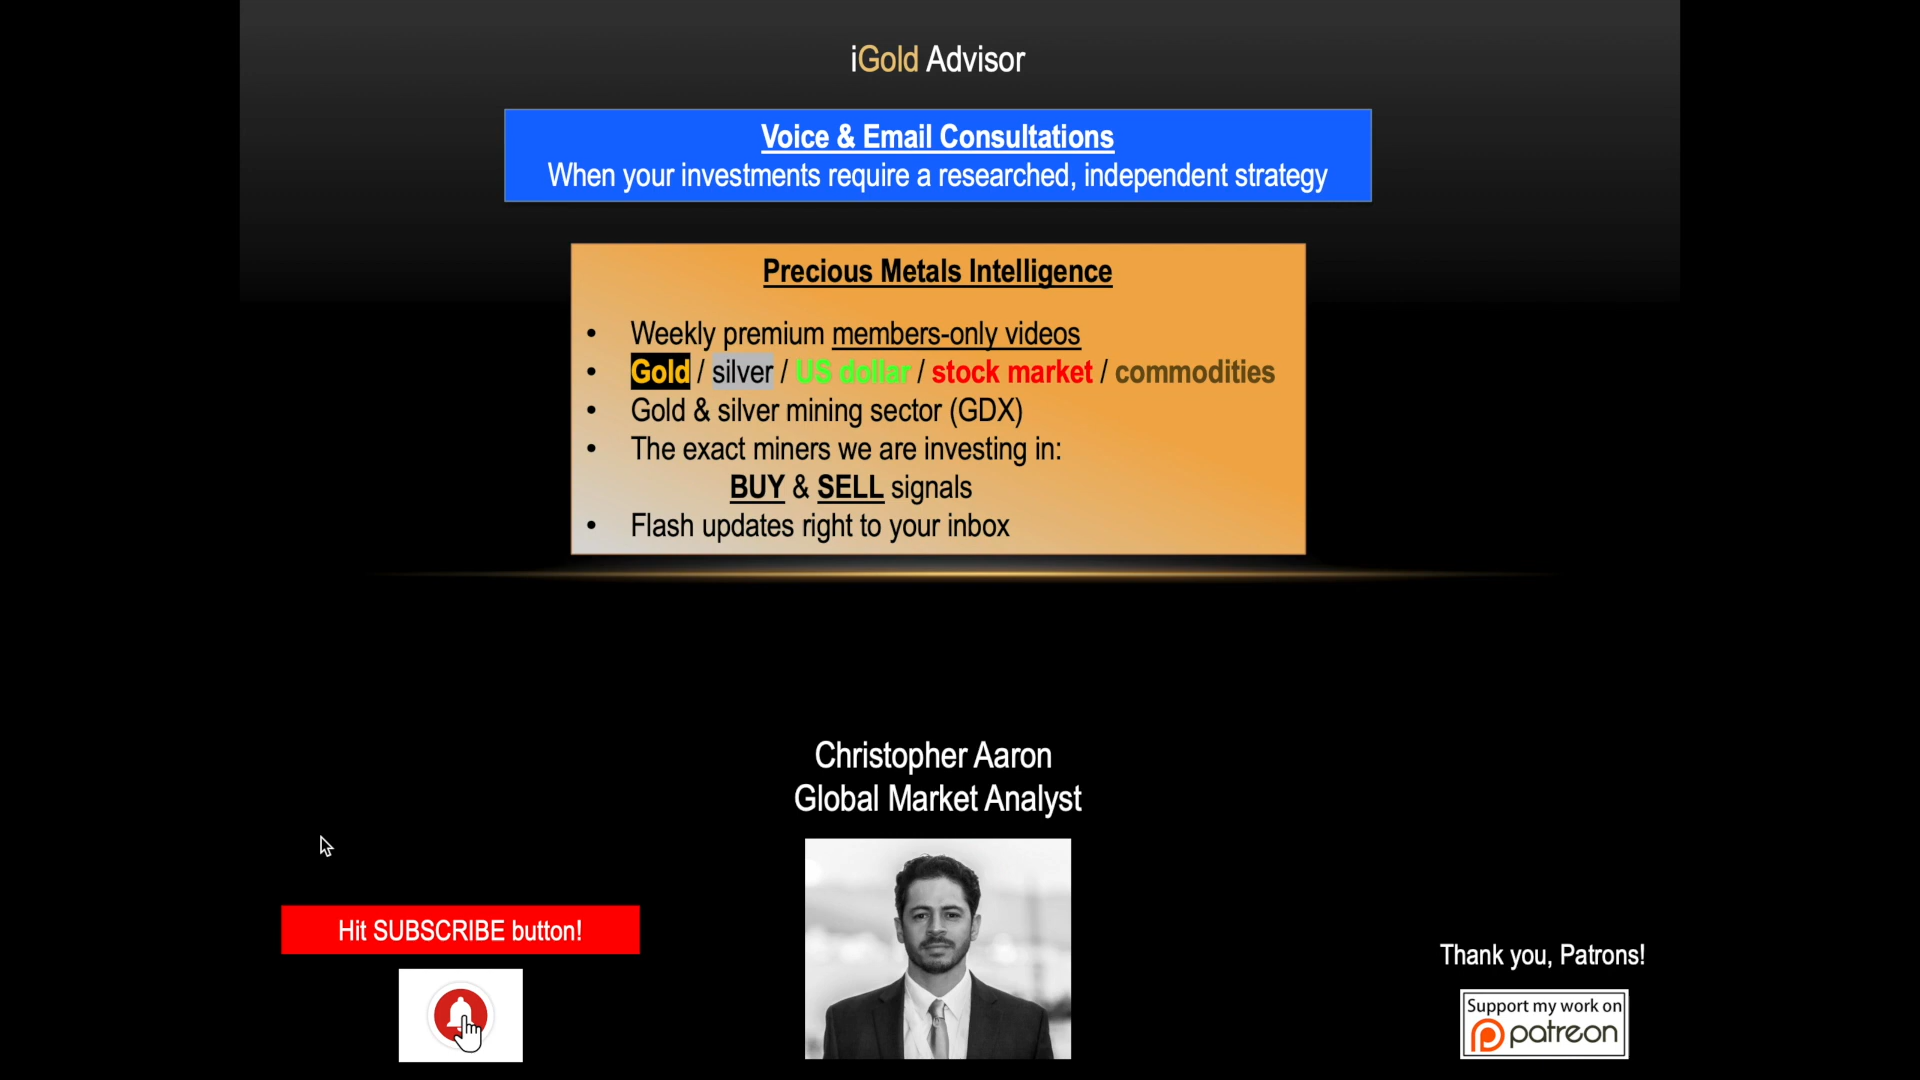 iGold Advisor
Voice & Email Consultations
When your investments require a researched, independent strategy
Precious Metals Intelligence
• Weekly premium members-only videos
• Gold / silver / US dollar / stock market / commodities
• Gold & silver mining sector (GDX)
• The exact miners we are investing in:
BUY & SELL signals
• Flash updates right to your inbox
Christopher Aaron
Global Market Analyst
Hit SUBSCRIBE button!
Thank you, Patrons!
Support my work on
patreon